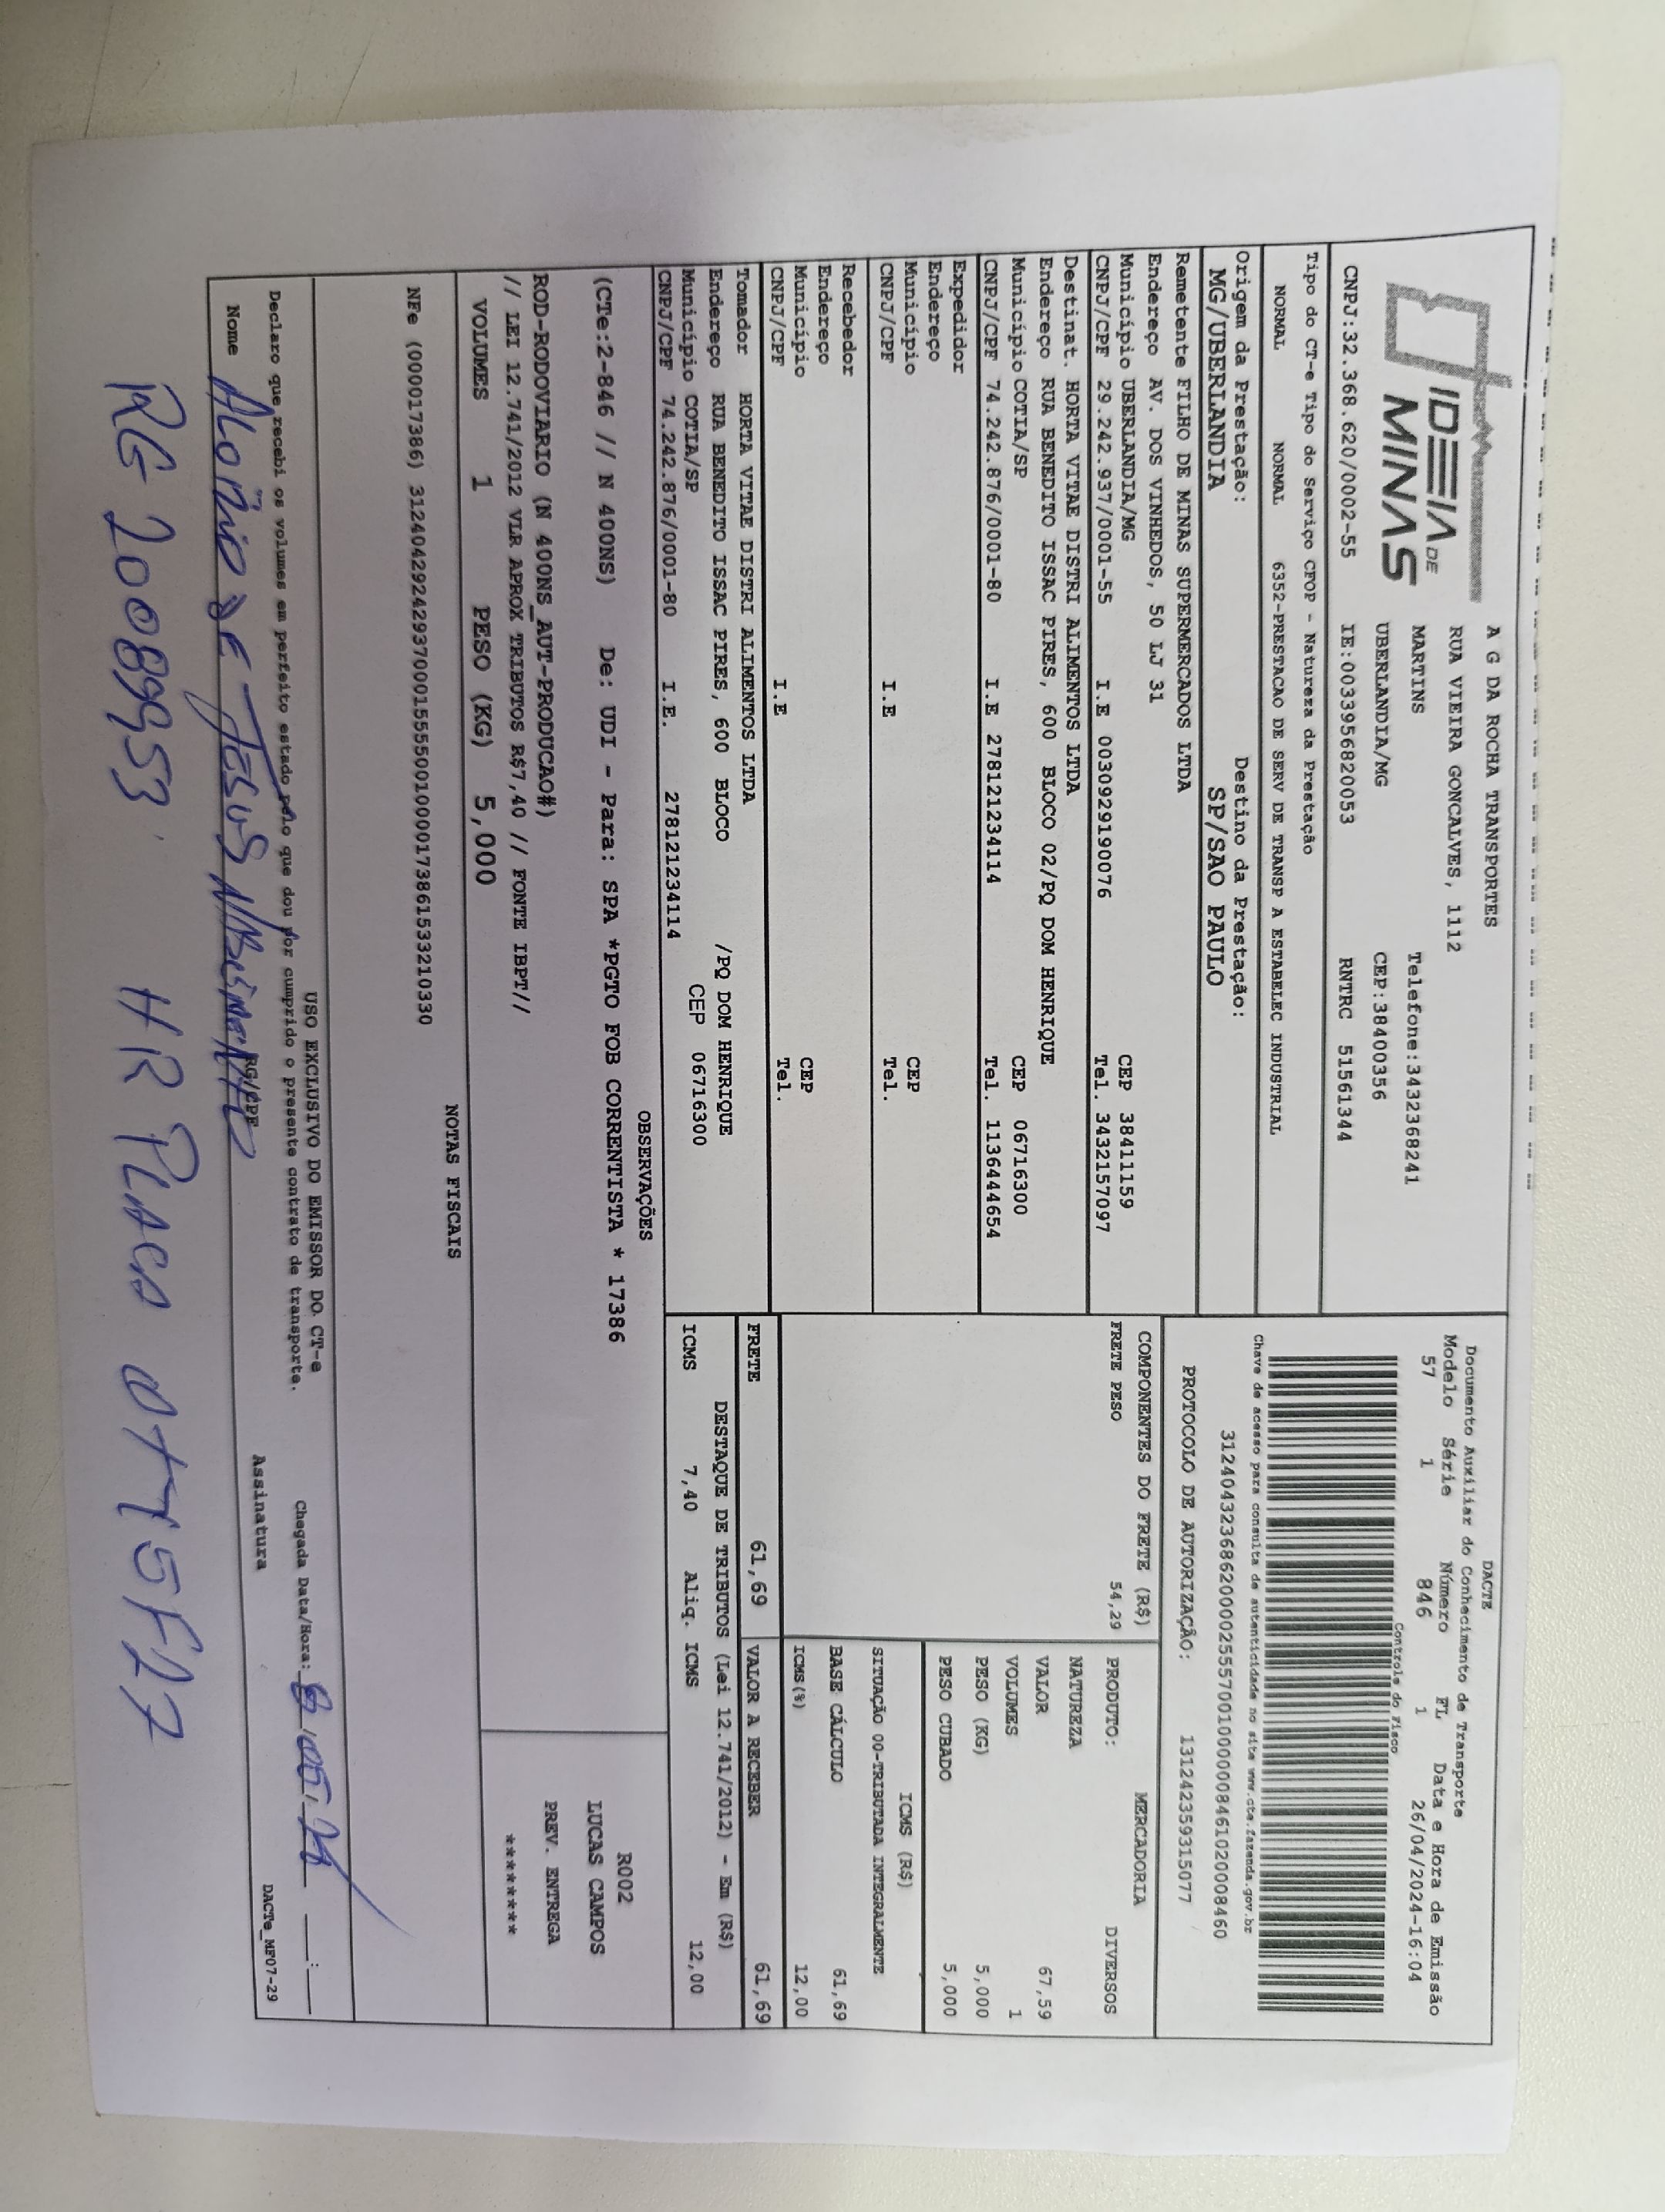 IDEIA DE
MINAS
A G DA ROCHA TRANSPORTES
RUA VIEIRA GONCALVES, 1112
MARTINS Telefone:3432368241
UBERLANDIA/MG CEP:38400356
CNPJ:32.368.620/0002-55 IE:0033956820053 RNTRC 51561344
DACTE
Documento Auxiliar do Conhecimento de Transporte
Modelo Série Número FL Data e Hora de Emissão
57 1 846 1 26/04/2024-16:04
Controle do Fisco
Chave de acesso para consulta de autenticidade no site www.cte.fazenda.gov.br
31240432368620000255570010000008461020008460
PROTOCOLO DE AUTORIZAÇÃO: 131242359315077
Tipo do CT-e Tipo do Serviço CFOP - Natureza da Prestação
NORMAL NORMAL 6352-PRESTACAO DE SERV DE TRANSP A ESTABELEC INDUSTRIAL
Origem da Prestação: Destino da Prestação:
MG/UBERLANDIA SP/SAO PAULO
Remetente FILHO DE MINAS SUPERMERCADOS LTDA
Endereço AV. DOS VINHEDOS, 50 LJ 31
Município UBERLANDIA/MG CEP 38411159
CNPJ/CPF 29.242.937/0001-55 I.E 0030929190076 Tel. 3432157097
Destinat. HORTA VITAE DISTRI ALIMENTOS LTDA
Endereço RUA BENEDITO ISSAC PIRES, 600 BLOCO 02/PQ DOM HENRIQUE
Município COTIA/SP CEP 06716300
CNPJ/CPF 74.242.876/0001-80 I.E 278121234114 Tel. 1136444654
Expedidor
Endereço
Município CEP
CNPJ/CPF I.E Tel.
Recebedor
Endereço
Município CEP
CNPJ/CPF I.E Tel.
Tomador HORTA VITAE DISTRI ALIMENTOS LTDA
Endereço RUA BENEDITO ISSAC PIRES, 600 BLOCO /PQ DOM HENRIQUE
Município COTIA/SP CEP 06716300
CNPJ/CPF 74.242.876/0001-80 I.E. 278121234114
COMPONENTES DO FRETE (R$)
FRETE PESO 54,29
MERCADORIA
PRODUTO: DIVERSOS
NATUREZA
VALOR 67,59
VOLUMES 1
PESO (KG) 5,000
PESO CUBADO 5,000
ICMS (R$)
SITUAÇÃO 00-TRIBUTADA INTEGRALMENTE
BASE CÁLCULO 61,69
ICMS(%) 12,00
FRETE 61,69 VALOR A RECEBER 61,69
DESTAQUE DE TRIBUTOS (Lei 12.741/2012) - Em (R$)
ICMS 7,40 Aliq. ICMS 12,00
OBSERVAÇÕES
(CTe:2-846 // N 400NS) De: UDI - Para: SPA *PGTO FOB CORRENTISTA * 17386
ROD-RODOVIARIO (N 400NS_AUT-PRODUCAO#)
// LEI 12.741/2012 VLR APROX TRIBUTOS R$7,40 // FONTE IBPT//
R002
LUCAS CAMPOS
PREV. ENTREGA
********
VOLUMES 1 PESO (KG) 5,000
NOTAS FISCAIS
NFe (000017386) 31240429242937000155550010000173861533210330
USO EXCLUSIVO DO EMISSOR DO CT-e
Declaro que recebi os volumes em perfeito estado pelo que dou por cumprido o presente contrato de transporte.
Chegada Data/Hora: 8/05/24 __:__
Nome DE JESUS RG/CPF Assinatura
DACTe_MF07-29
RG 20089953 HR PLACA